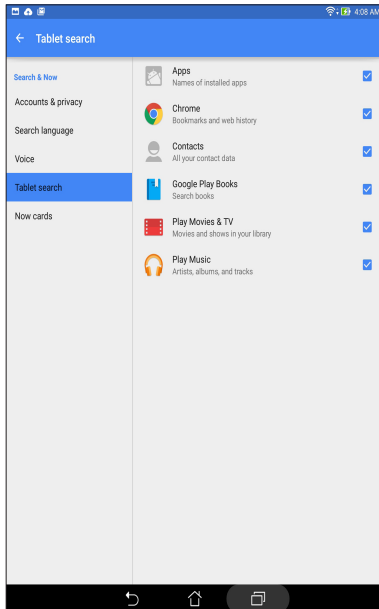 4:08 AM
Tablet search
Search & Now
Accounts & privacy
Search language
Voice
Tablet search
Now cards
Apps
Names of installed apps
Chrome
Bookmarks and web history
Contacts
All your contact data
Google Play Books
Search books
Play Movies & TV
Movies and shows in your library
Play Music
Artists, albums, and tracks